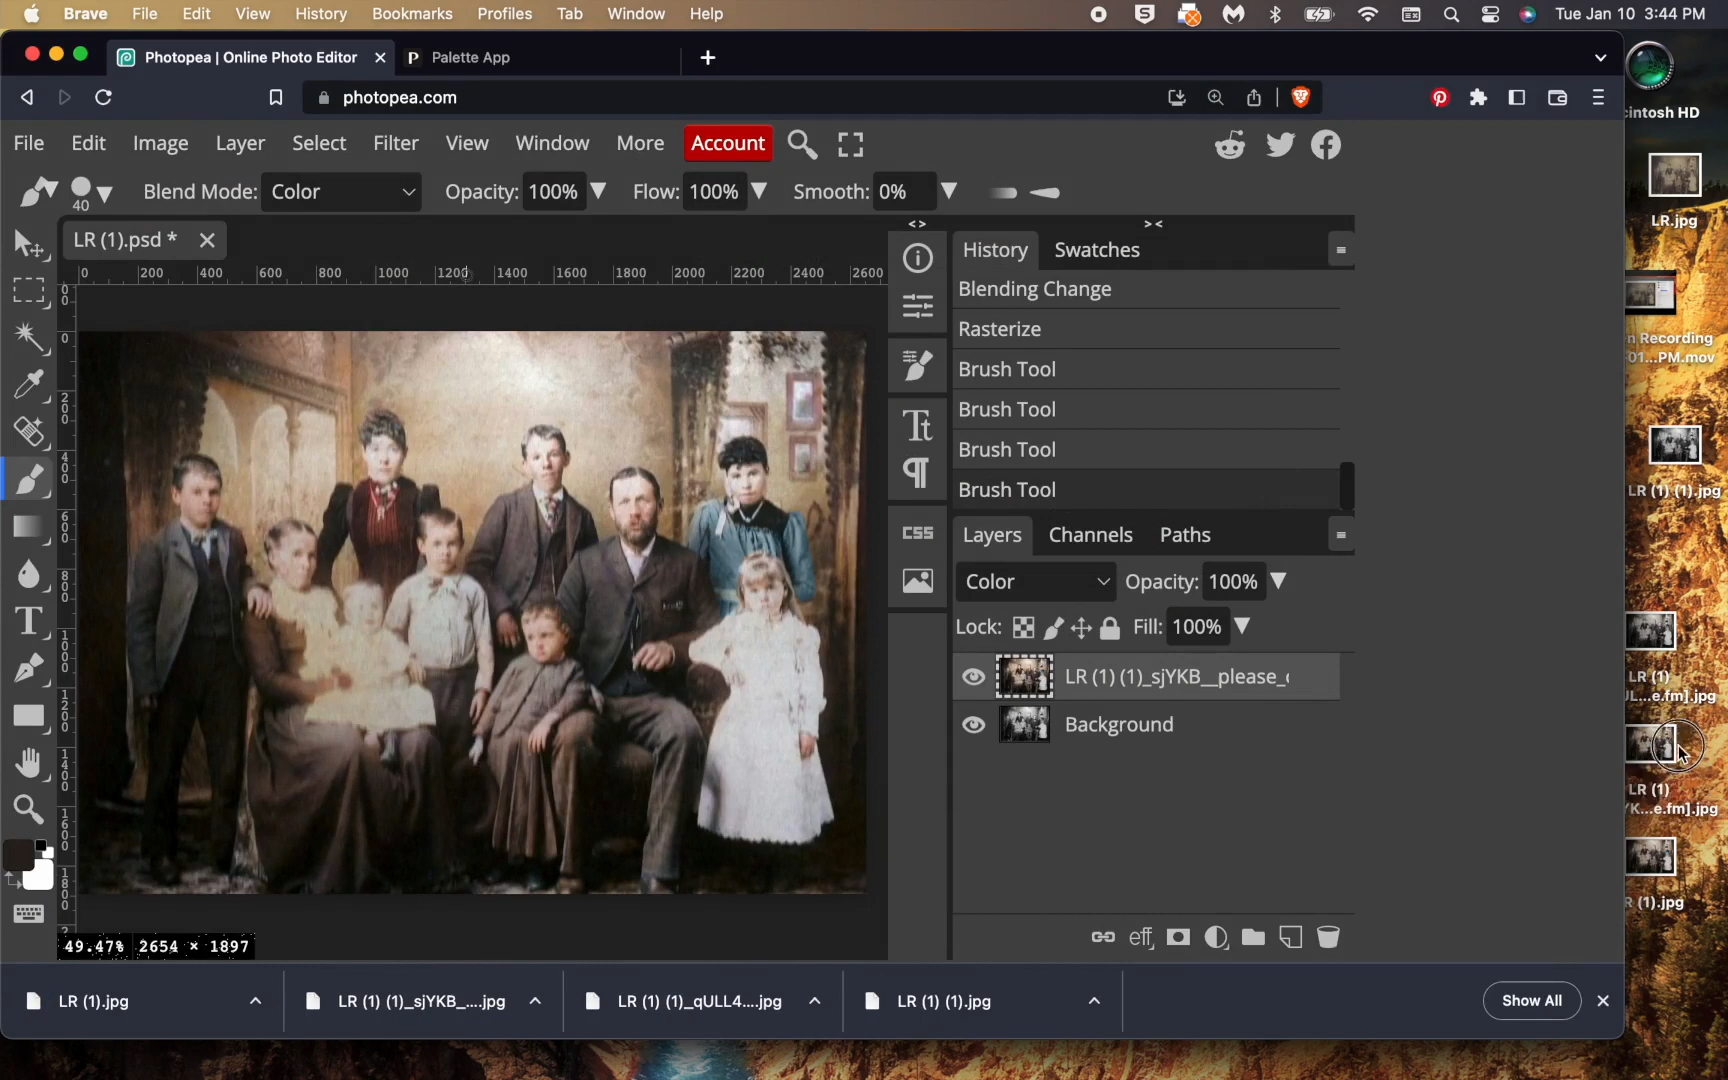 Brave File Edit View History Bookmarks Profiles Tab Window Help Tue Jan 10 3:44 PM
Photopea | Online Photo Editor Palette App
photopea.com
cintosh HD
File Edit Image Layer Select Filter View Window More Account
40 Blend Mode: Color Opacity: 100% Flow: 100% Smooth: 0%
LR.jpg
LR (1).psd *
History Swatches
0 200 400 600 800 1000 1200 1400 1600 1800 2000 2200 2400 2600
Blending Change
Rasterize
n Recording
01...PM.mov
Brush Tool
Brush Tool
Brush Tool
Brush Tool
LR (1) (1).jpg
CSS
Layers Channels Paths
Color Opacity: 100%
Lock: Fill: 100%
LR (1) (1)_sjYKB__please_
Background
LR (1)
JL...e.fm].jpg
LR (1)
YK...e.fm].jpg
R (1).jpg
eff
49.47% 2654 × 1897
LR (1).jpg LR (1) (1)_sjYKB_....jpg LR (1) (1)_qULL4....jpg LR (1) (1).jpg Show All